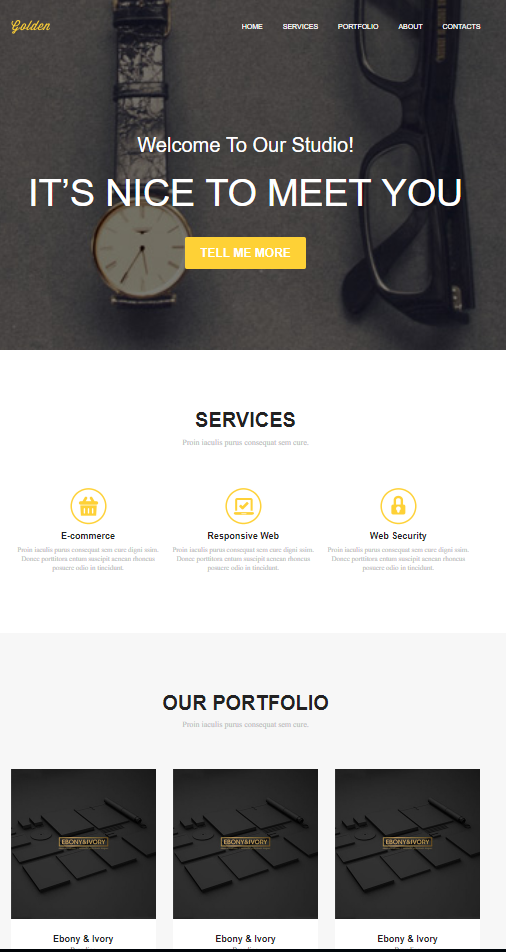 Golden
HOME SERVICES PORTFOLIO ABOUT CONTACTS
Welcome To Our Studio!
IT’S NICE TO MEET YOU
TELL ME MORE
SERVICES
Proin iaculis purus consequat sem cure.
E-commerce
Proin iaculis purus consequat sem cure digni ssim.
Donec porttitora entum suscipit aenean rhoncus
posuere odio in tincidunt.
Responsive Web
Proin iaculis purus consequat sem cure digni ssim.
Donec porttitora entum suscipit aenean rhoncus
posuere odio in tincidunt.
Web Security
Proin iaculis purus consequat sem cure digni ssim.
Donec porttitora entum suscipit aenean rhoncus
posuere odio in tincidunt.
OUR PORTFOLIO
Proin iaculis purus consequat sem cure.
EBONY&IVORY
EBONY&IVORY
EBONY&IVORY
Ebony & Ivory
Ebony & Ivory
Ebony & Ivory